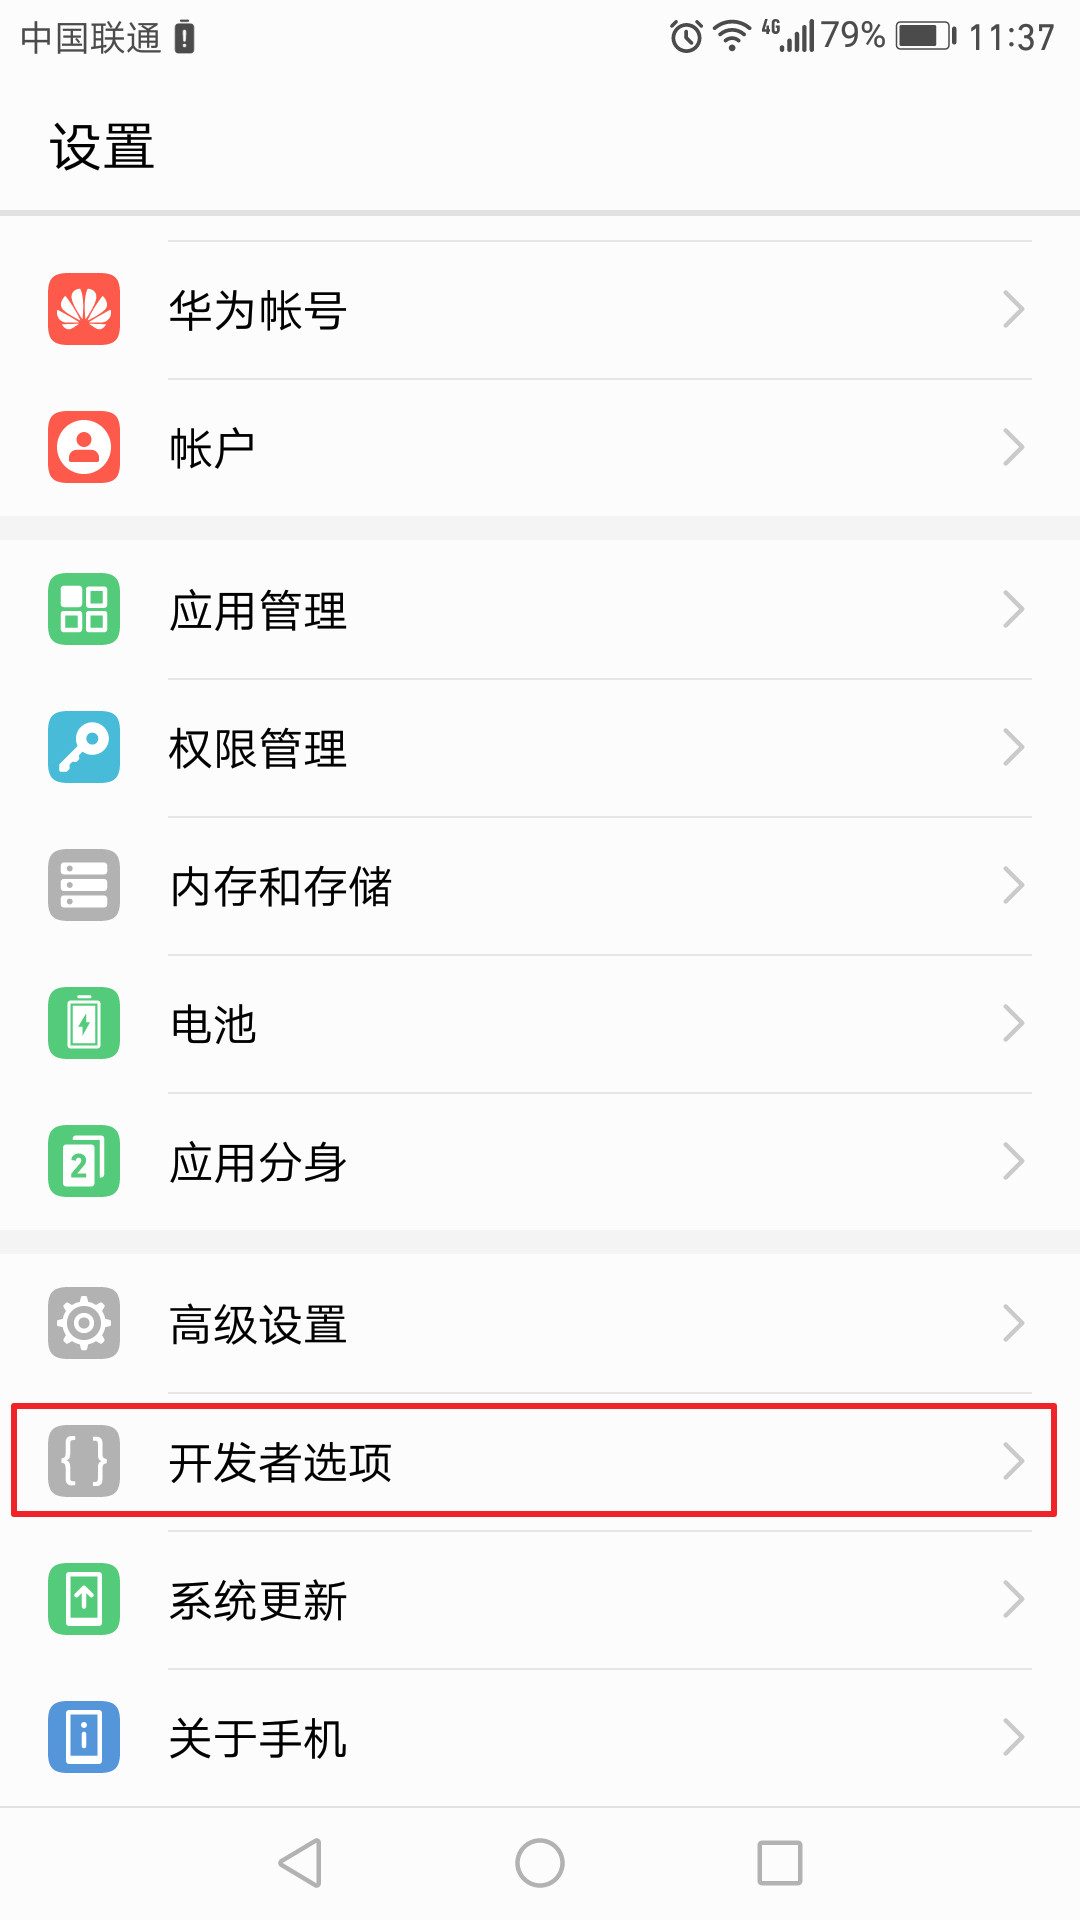 中国联通 4G 79% 11:37
设置
华为帐号
帐户
应用管理
权限管理
内存和存储
电池
2 应用分身
高级设置
{ } 开发者选项
系统更新
i 关于手机